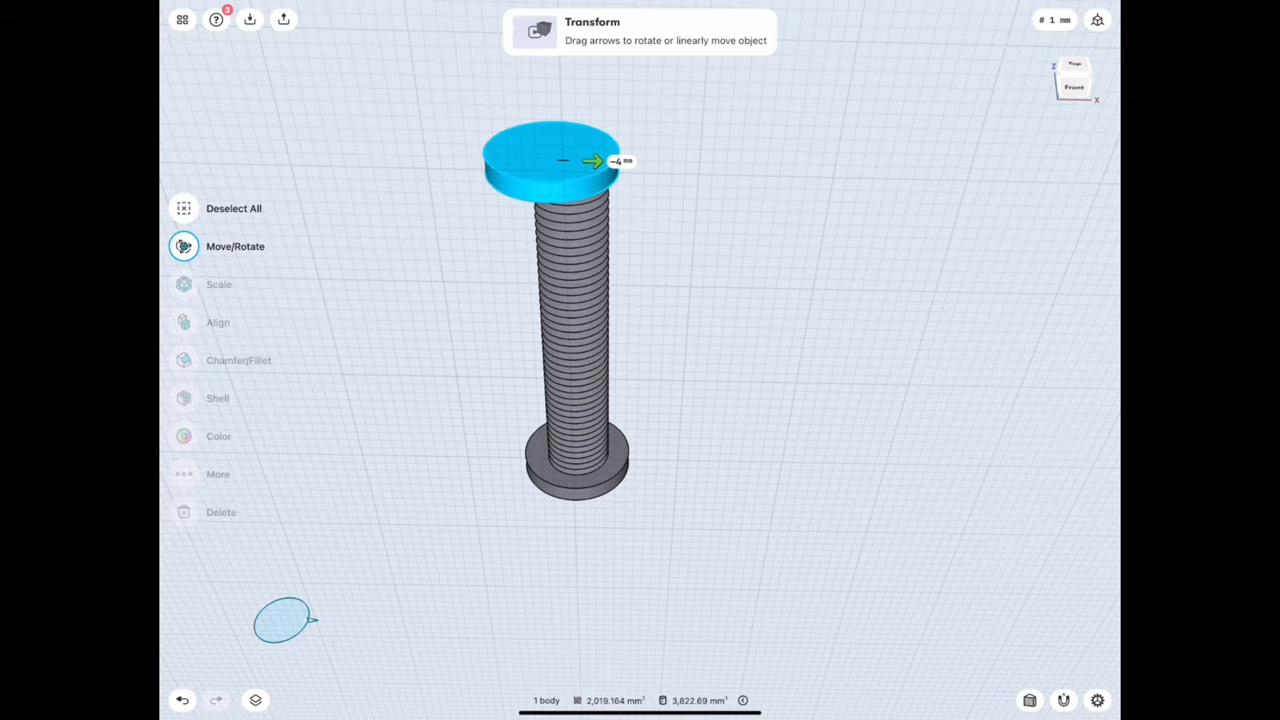 3
Transform
Drag arrows to rotate or linearly move object
# 1 mm
Top
Front
Z
X
−4 mm
Deselect All
Move/Rotate
Scale
Align
Chamfer/Fillet
Shell
Color
More
Delete
1 body 2,019.164 mm² 3,822.69 mm³